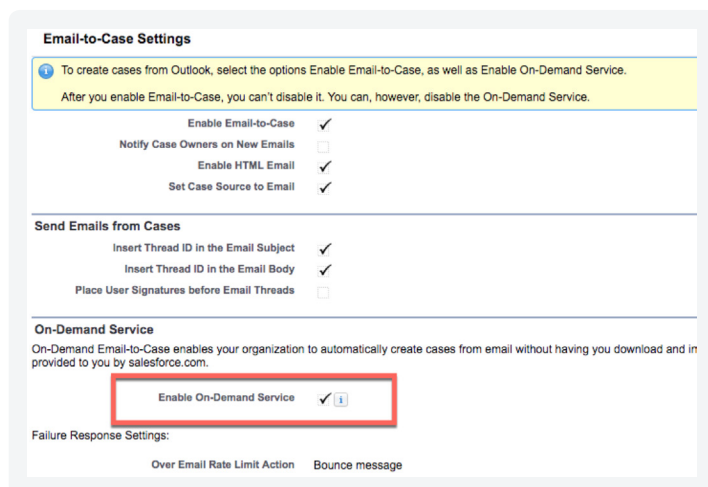 Email-to-Case Settings
To create cases from Outlook, select the options Enable Email-to-Case, as well as Enable On-Demand Service.
After you enable Email-to-Case, you can't disable it. You can, however, disable the On-Demand Service.
Enable Email-to-Case
Notify Case Owners on New Emails
Enable HTML Email
Set Case Source to Email
Send Emails from Cases
Insert Thread ID in the Email Subject
Insert Thread ID in the Email Body
Place User Signatures before Email Threads
On-Demand Service
On-Demand Email-to-Case enables your organization to automatically create cases from email without having you download and
provided to you by salesforce.com.
Enable On-Demand Service
Failure Response Settings:
Over Email Rate Limit Action Bounce message